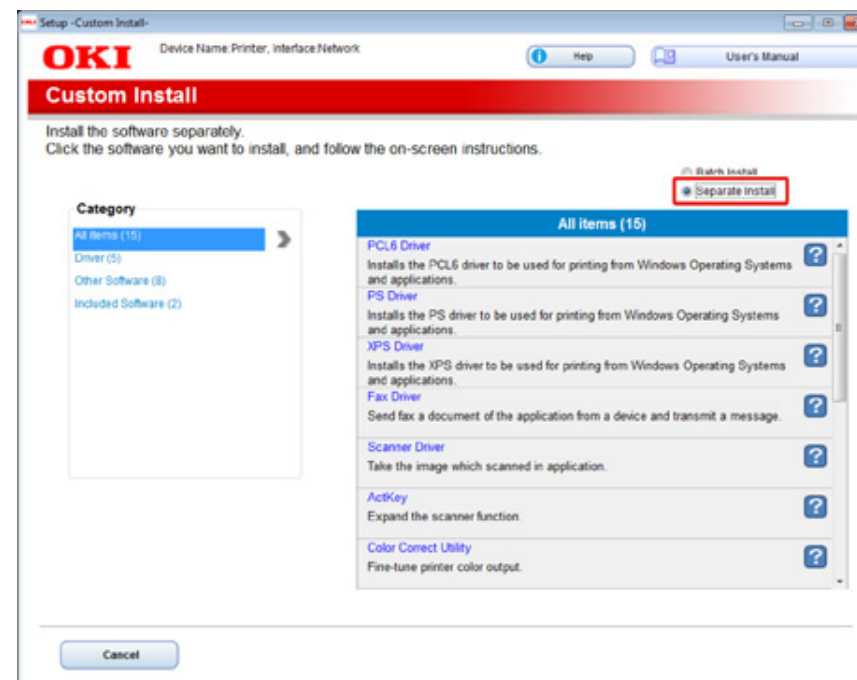 OKI Setup -Custom Install-
OKI
Device Name:Printer, Interface:Network
Help
User's Manual
Custom Install
Install the software separately.
Click the software you want to install, and follow the on-screen instructions.
Batch Install
Separate Install
Category
All items (15)
Driver (5)
Other Software (8)
Included Software (2)
All items (15)
PCL6 Driver
Installs the PCL6 driver to be used for printing from Windows Operating Systems
and applications.
PS Driver
Installs the PS driver to be used for printing from Windows Operating Systems
and applications.
XPS Driver
Installs the XPS driver to be used for printing from Windows Operating Systems
and applications.
Fax Driver
Send fax a document of the application from a device and transmit a message.
Scanner Driver
Take the image which scanned in application.
ActKey
Expand the scanner function.
Color Correct Utility
Fine-tune printer color output.
Cancel